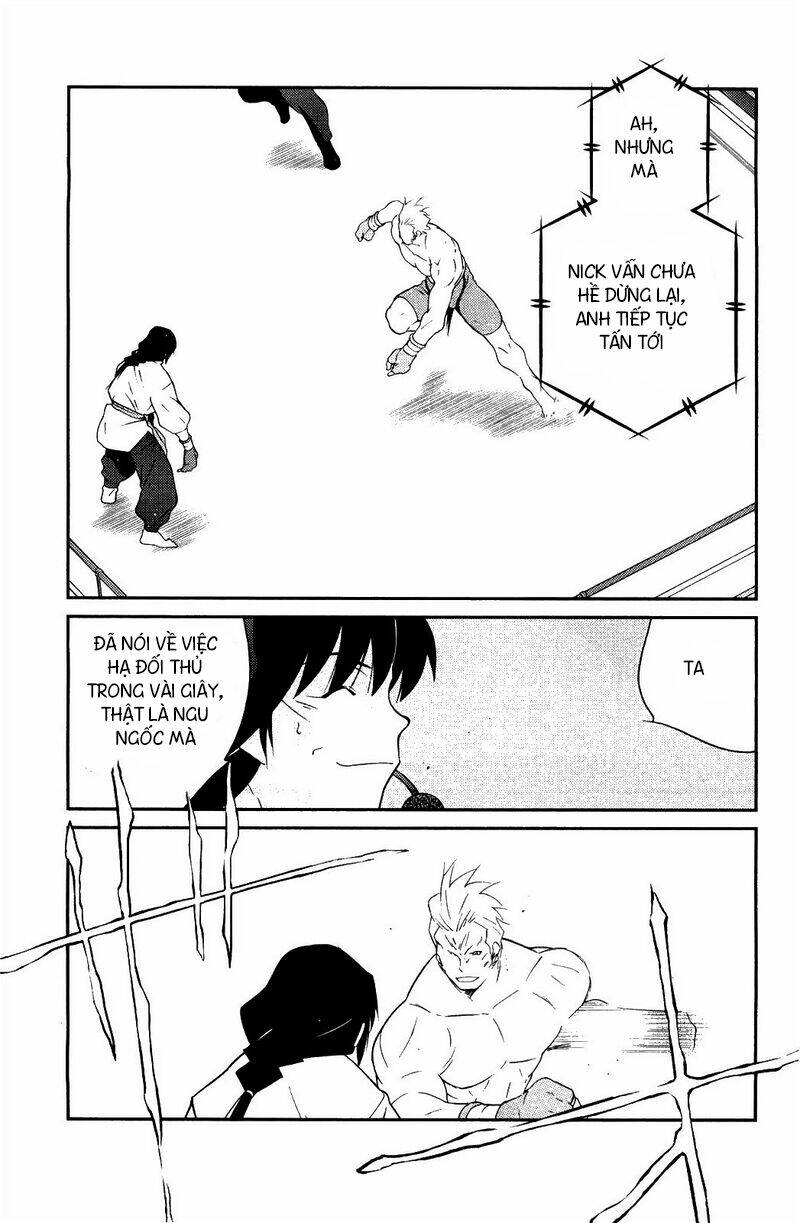 AH,
NHƯNG
MÀ
NICK VẪN CHƯA
HỀ DỪNG LẠI,
ANH TIẾP TỤC
TẤN TỚI
TA
ĐÃ NÓI VỀ VIỆC
HẠ ĐỐI THỦ
TRONG VÀI GIÂY,
THẬT LÀ NGU
NGỐC MÀ